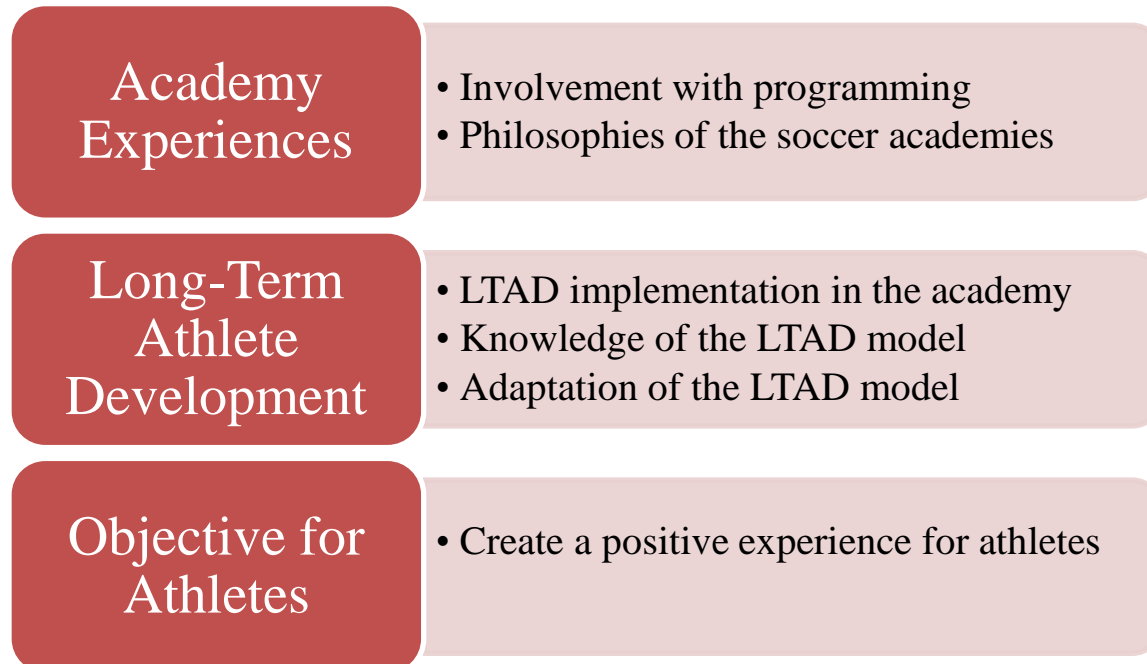 Academy
Experiences
• Involvement with programming
• Philosophies of the soccer academies
Long-Term
Athlete
Development
• LTAD implementation in the academy
• Knowledge of the LTAD model
• Adaptation of the LTAD model
Objective for
Athletes
• Create a positive experience for athletes